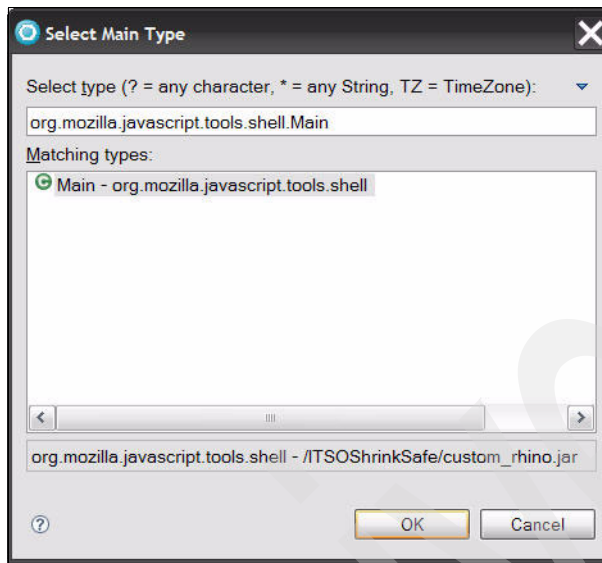 Select Main Type
Select type (? = any character, * = any String, TZ = TimeZone):
org.mozilla.javascript.tools.shell.Main
Matching types:
Main - org.mozilla.javascript.tools.shell
org.mozilla.javascript.tools.shell - /ITSOShrinkSafe/custom_rhino.jar
OK Cancel